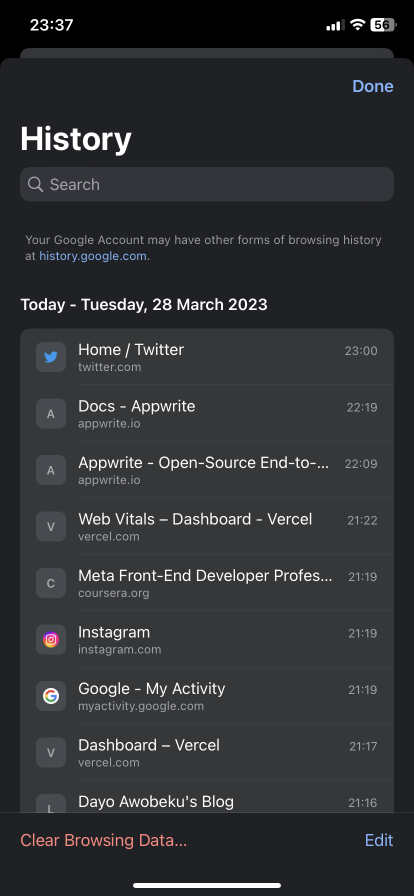 23:37
56
Done
History
Search
Your Google Account may have other forms of browsing history
at history.google.com.
Today - Tuesday, 28 March 2023
Home / Twitter
23:00
twitter.com
A
Docs - Appwrite
22:19
appwrite.io
A
Appwrite - Open-Source End-to-...
22:09
appwrite.io
V
Web Vitals – Dashboard - Vercel
21:22
vercel.com
C
Meta Front-End Developer Profes...
21:19
coursera.org
Instagram
21:19
instagram.com
G
Google - My Activity
21:19
myactivity.google.com
V
Dashboard – Vercel
21:17
vercel.com
L
Dayo Awobeku's Blog
21:16
Clear Browsing Data...
Edit